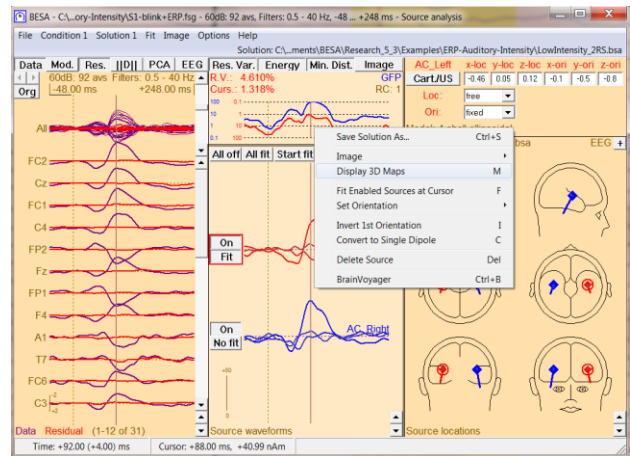 BESA - C:\...ory-Intensity\S1-blink+ERP.fsg - 60dB: 92 avs, Filters: 0.5 - 40 Hz, -48 ... +248 ms - Source analysis
File Condition 1 Solution 1 Fit Image Options Help
Solution: C:\...ments\BESA\Research_5_3\Examples\ERP-Auditory-Intensity\LowIntensity_2RS.bsa
Data Mod. Res. ||D|| PCA EEG Res. Var. Energy Min. Dist. Image AC_Left x-loc y-loc z-loc x-ori y-ori z-ori
60dB: 92 avs Filters: 0.5 - 40 Hz R.V.: 4.610% GFP Cart./US -0.46 0.05 0.12 -0.1 -0.5 -0.8
Org -48.00 ms +248.00 ms Curs.: 1.318% RC: 1 Loc: free
Ori: fixed
100 0.1
10
1
0.1 100
All
All off All fit Start fit
bsa EEG +
Save Solution As... Ctrl+S
Image
Display 3D Maps M
Fit Enabled Sources at Cursor F
Set Orientation
Invert 1st Orientation I
Convert to Single Dipole C
Delete Source Del
BrainVoyager Ctrl+B
FC2
Cz
FC1
C4
FP2
Fz
FP1
F4
A1
T7
FC6
C3
On
Fit
On
No fit
AC_Right
Data Residual (1-12 of 31) Source waveforms Source locations
Time: +92.00 (+4.00) ms Cursor: +88.00 ms, +40.99 nAm